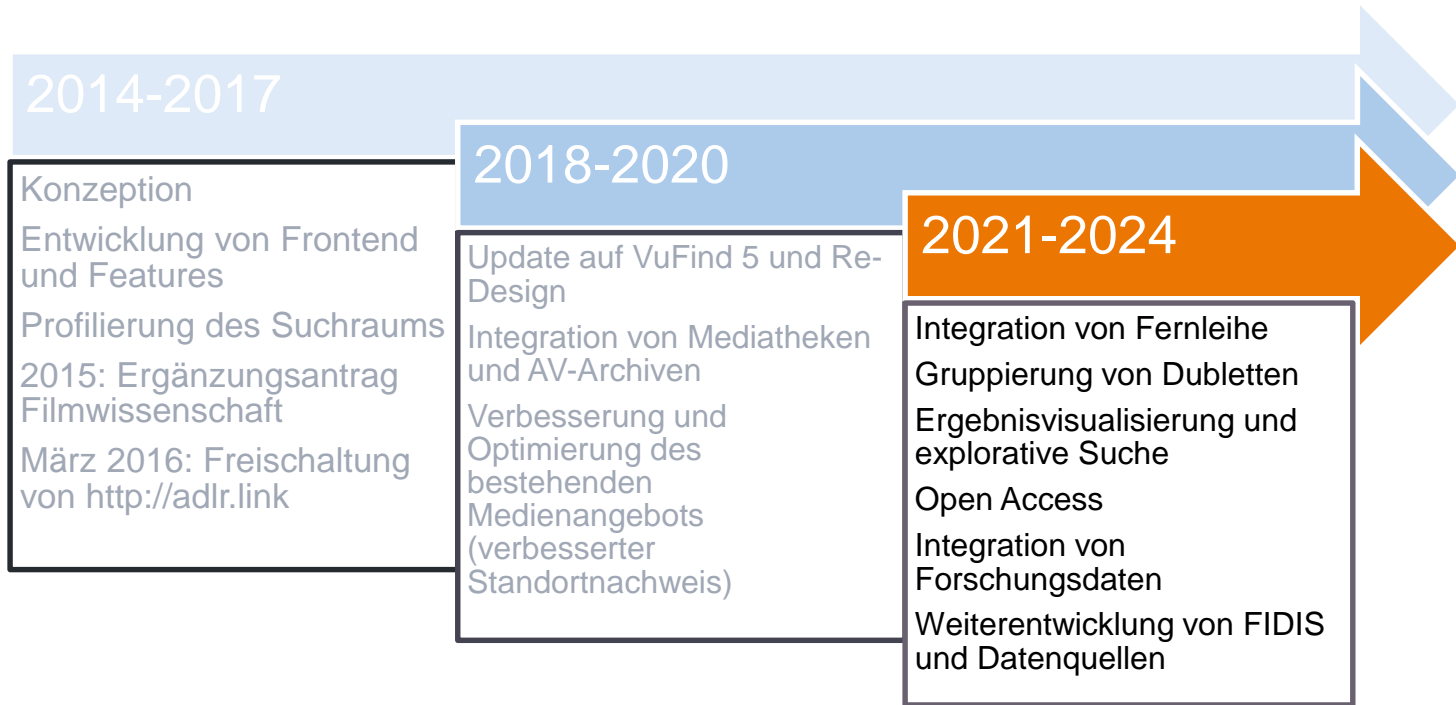 2014-2017
Konzeption
Entwicklung von Frontend
und Features
Profilierung des Suchraums
2015: Ergänzungsantrag
Filmwissenschaft
März 2016: Freischaltung
von http://adlr.link
2018-2020
Update auf VuFind 5 und Re-
Design
Integration von Mediatheken
und AV-Archiven
Verbesserung und
Optimierung des
bestehenden
Medienangebots
(verbesserter
Standortnachweis)
2021-2024
Integration von Fernleihe
Gruppierung von Dubletten
Ergebnisvisualisierung und
explorative Suche
Open Access
Integration von
Forschungsdaten
Weiterentwicklung von FIDIS
und Datenquellen